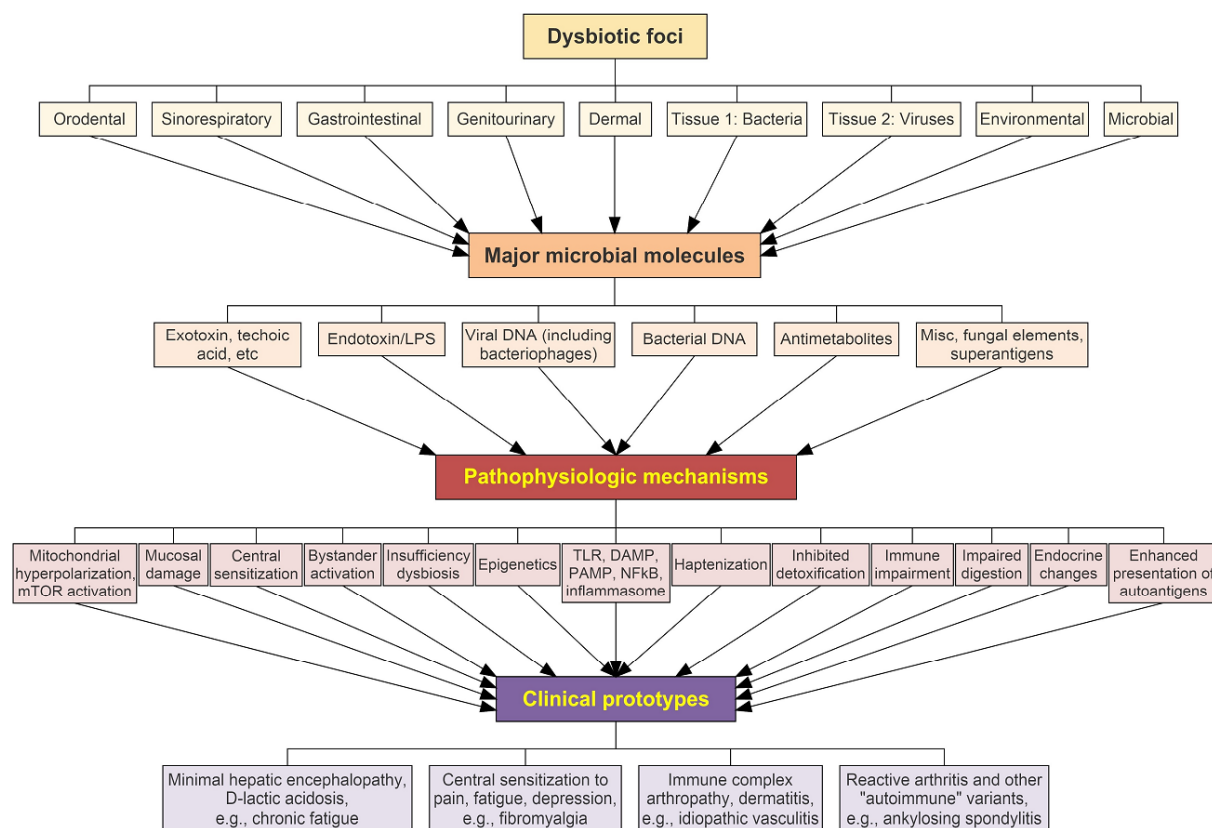 Dysbiotic foci
Orodental
Sinorespiratory
Gastrointestinal
Genitourinary
Dermal
Tissue 1: Bacteria
Tissue 2: Viruses
Environmental
Microbial
Major microbial molecules
Exotoxin, techoic
acid, etc
Endotoxin/LPS
Viral DNA (including
bacteriophages)
Bacterial DNA
Antimetabolites
Misc, fungal elements,
superantigens
Pathophysiologic mechanisms
Mitochondrial
hyperpolarization,
mTOR activation
Mucosal
damage
Central
sensitization
Bystander
activation
Insufficiency
dysbiosis
Epigenetics
TLR, DAMP,
PAMP, NFkB,
inflammasome
Haptenization
Inhibited
detoxification
Immune
impairment
Impaired
digestion
Endocrine
changes
Enhanced
presentation of
autoantigens
Clinical prototypes
Minimal hepatic encephalopathy,
D-lactic acidosis,
e.g., chronic fatigue
Central sensitization to
pain, fatigue, depression,
e.g., fibromyalgia
Immune complex
arthropathy, dermatitis,
e.g., idiopathic vasculitis
Reactive arthritis and other
"autoimmune" variants,
e.g., ankylosing spondylitis